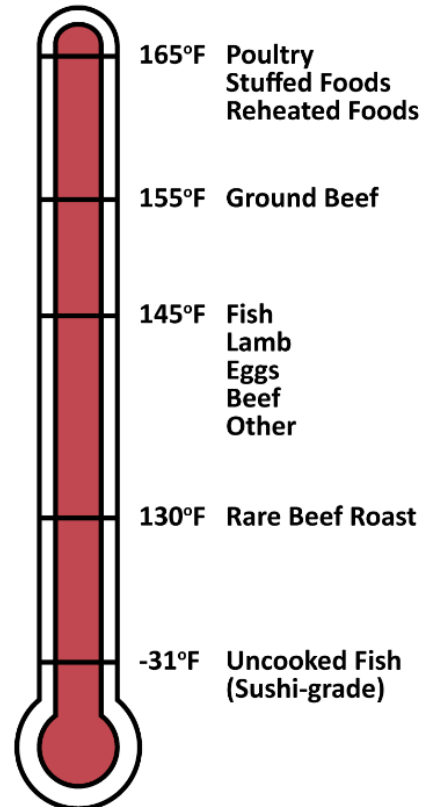 165°F Poultry
Stuffed Foods
Reheated Foods
155°F Ground Beef
145°F Fish
Lamb
Eggs
Beef
Other
130°F Rare Beef Roast
-31°F Uncooked Fish
(Sushi-grade)